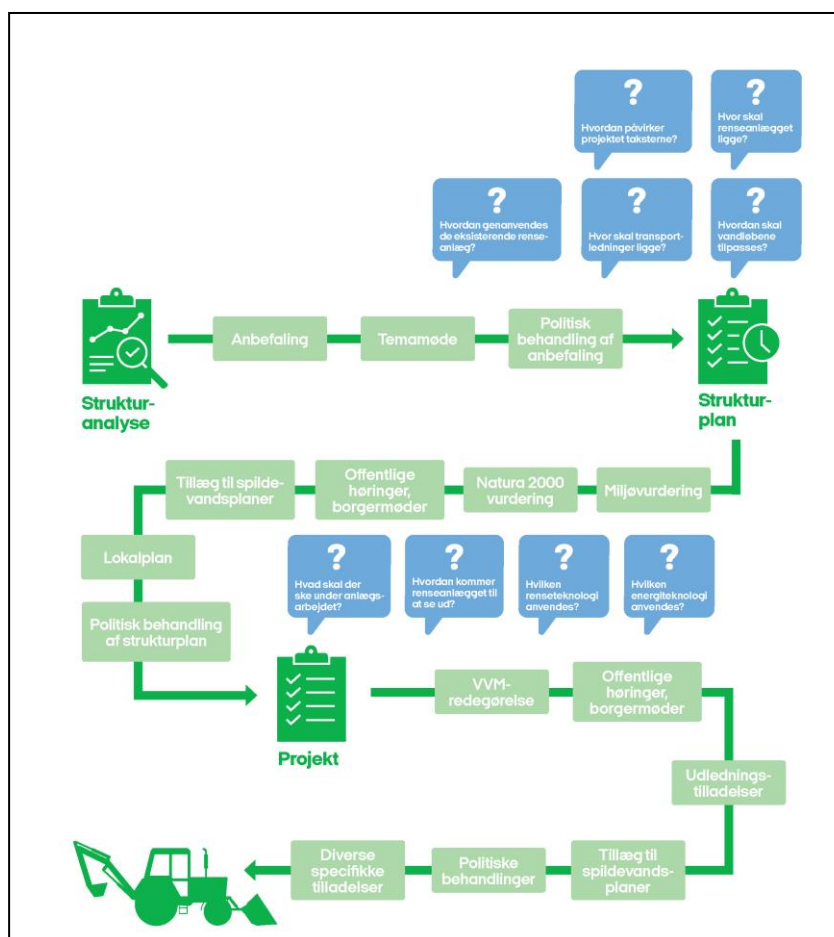 ?
Hvordan påvirker
projektet taksterne?
?
Hvor skal
renseanlægget
ligge?
?
Hvordan genanvendes
de eksisterende rense-
anlæg?
?
Hvor skal transport-
ledninger ligge?
?
Hvordan skal
vandløbene
tilpasses?
Struktur-
analyse
Anbefaling
Temamøde
Politisk
behandling af
anbefaling
Struktur-
plan
Miljøvurdering
Natura 2000
vurdering
Offentlige
høringer,
borgermøder
Tillæg til spilde-
vandsplaner
Lokalplan
Politisk behandling
af strukturplan
?
Hvad skal der
ske under anlægs-
arbejdet?
?
Hvordan kommer
renseanlægget til
at se ud?
?
Hvilken
renseteknologi
anvendes?
?
Hvilken
energiteknologi
anvendes?
Projekt
VVM-
redegørelse
Offentlige
høringer,
borgermøder
Udlednings-
tilladelser
Tillæg til
spildevands-
planer
Politiske
behandlinger
Diverse
specifikke
tilladelser